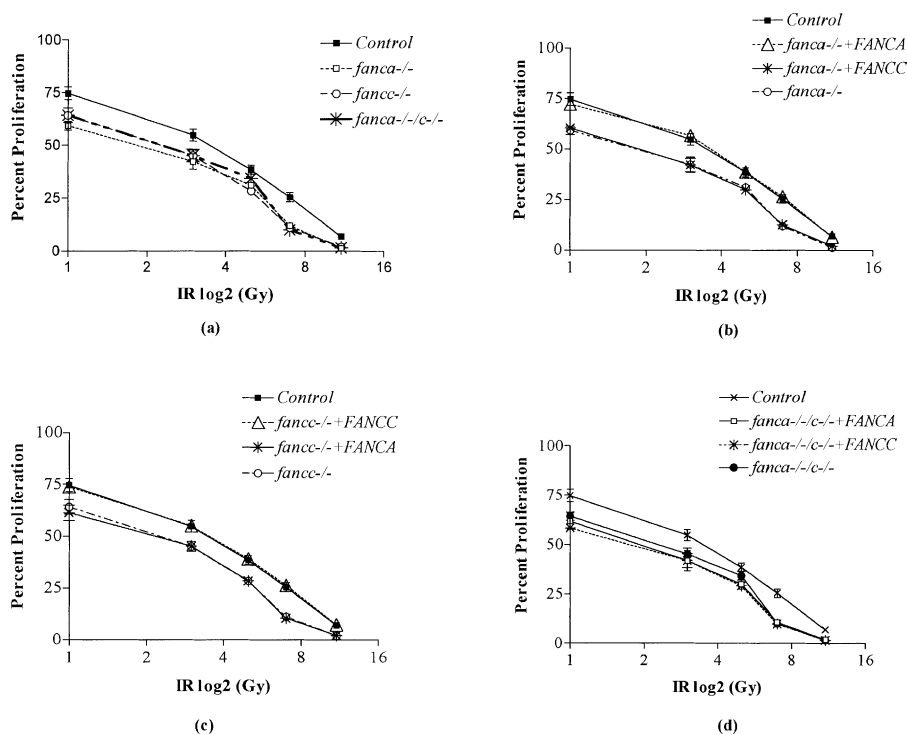 Control
fanca-/-
fancc-/-
fanca-/-/c-/-
Percent Proliferation
100
75
50
25
0
1
2
4
8
16
IR log2 (Gy)
(a)
Control
fanca-/-+FANCA
fanca-/-+FANCC
fanca-/-
Percent Proliferation
100
75
50
25
0
1
2
4
8
16
IR log2 (Gy)
(b)
Control
fancc-/-+FANCC
fancc-/-+FANCA
fancc-/-
Percent Proliferation
100
75
50
25
0
1
2
4
8
16
IR log2 (Gy)
(c)
Control
fanca-/-/c-/-+FANCA
fanca-/-/c-/-+FANCC
fanca-/-/c-/-
Percent Proliferation
100
75
50
25
0
1
2
4
8
16
IR log2 (Gy)
(d)